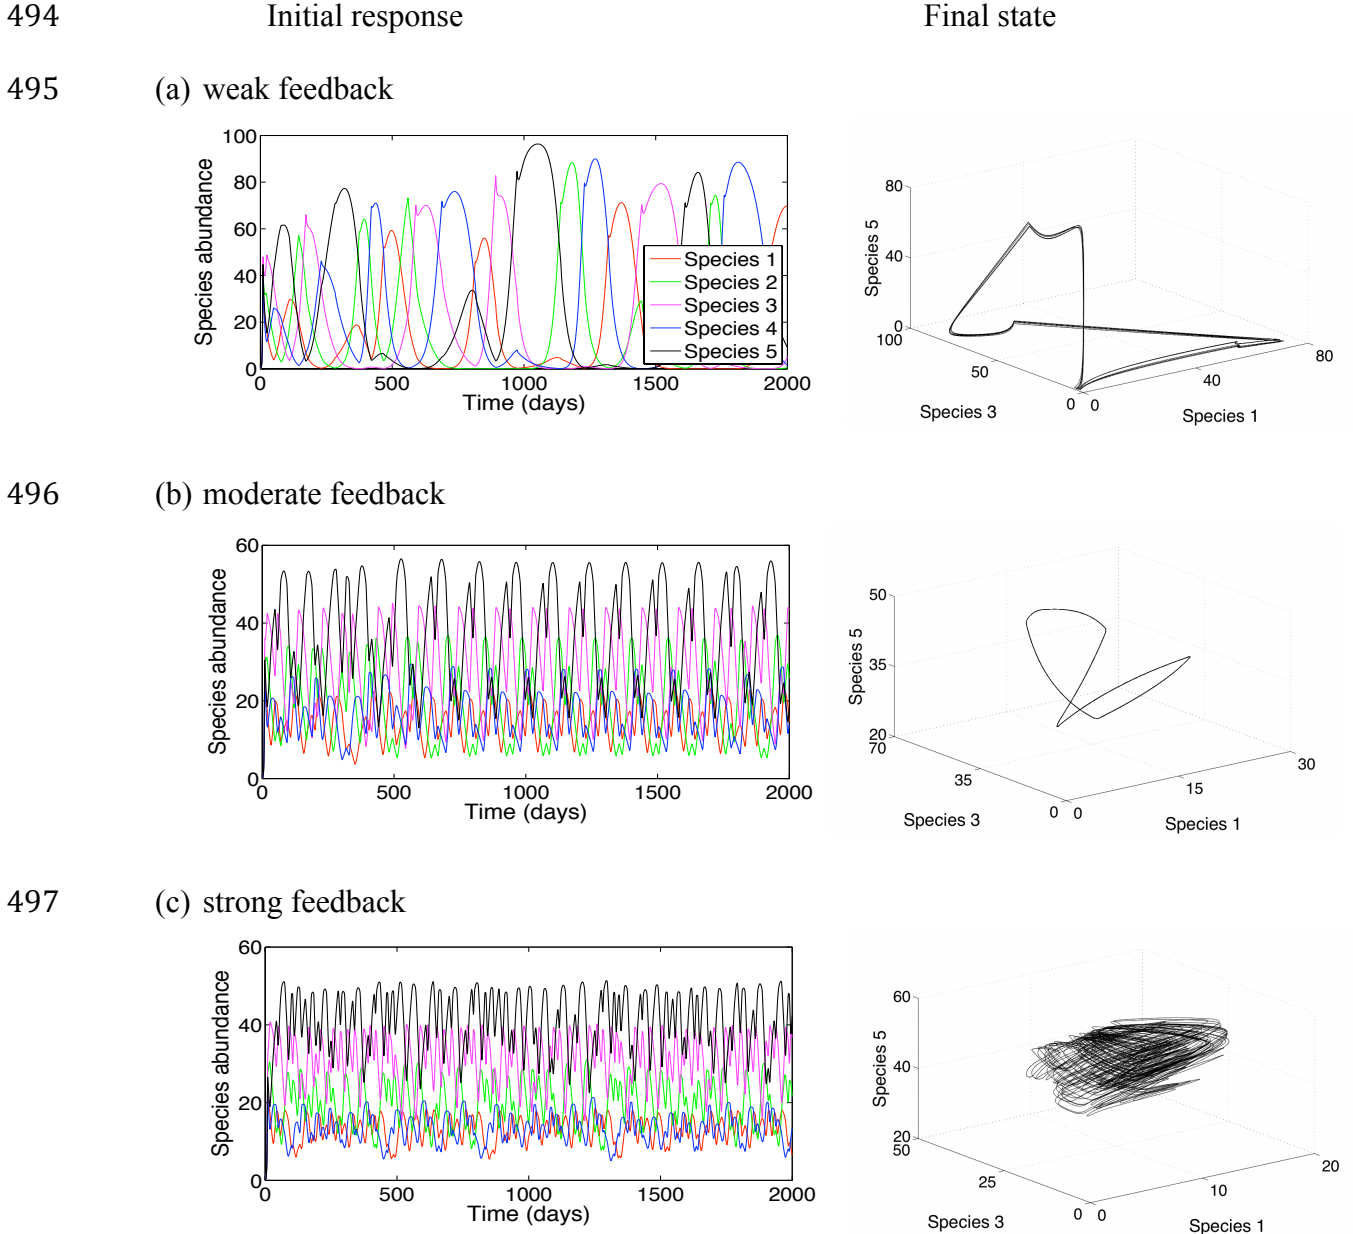 494 Initial response Final state
495 (a) weak feedback
100
80
60
40
20
0
0 500 1000 1500 2000
Species abundance
Time (days)
Species 1
Species 2
Species 3
Species 4
Species 5
80
40
0
100
50
0 0
40
80
Species 5
Species 3
Species 1
496 (b) moderate feedback
60
40
20
0
0 500 1000 1500 2000
Species abundance
Time (days)
50
35
20
70
35
0 0
15
30
Species 5
Species 3
Species 1
497 (c) strong feedback
60
40
20
0
0 500 1000 1500 2000
Species abundance
Time (days)
60
40
20
50
25
0 0
10
20
Species 5
Species 3
Species 1